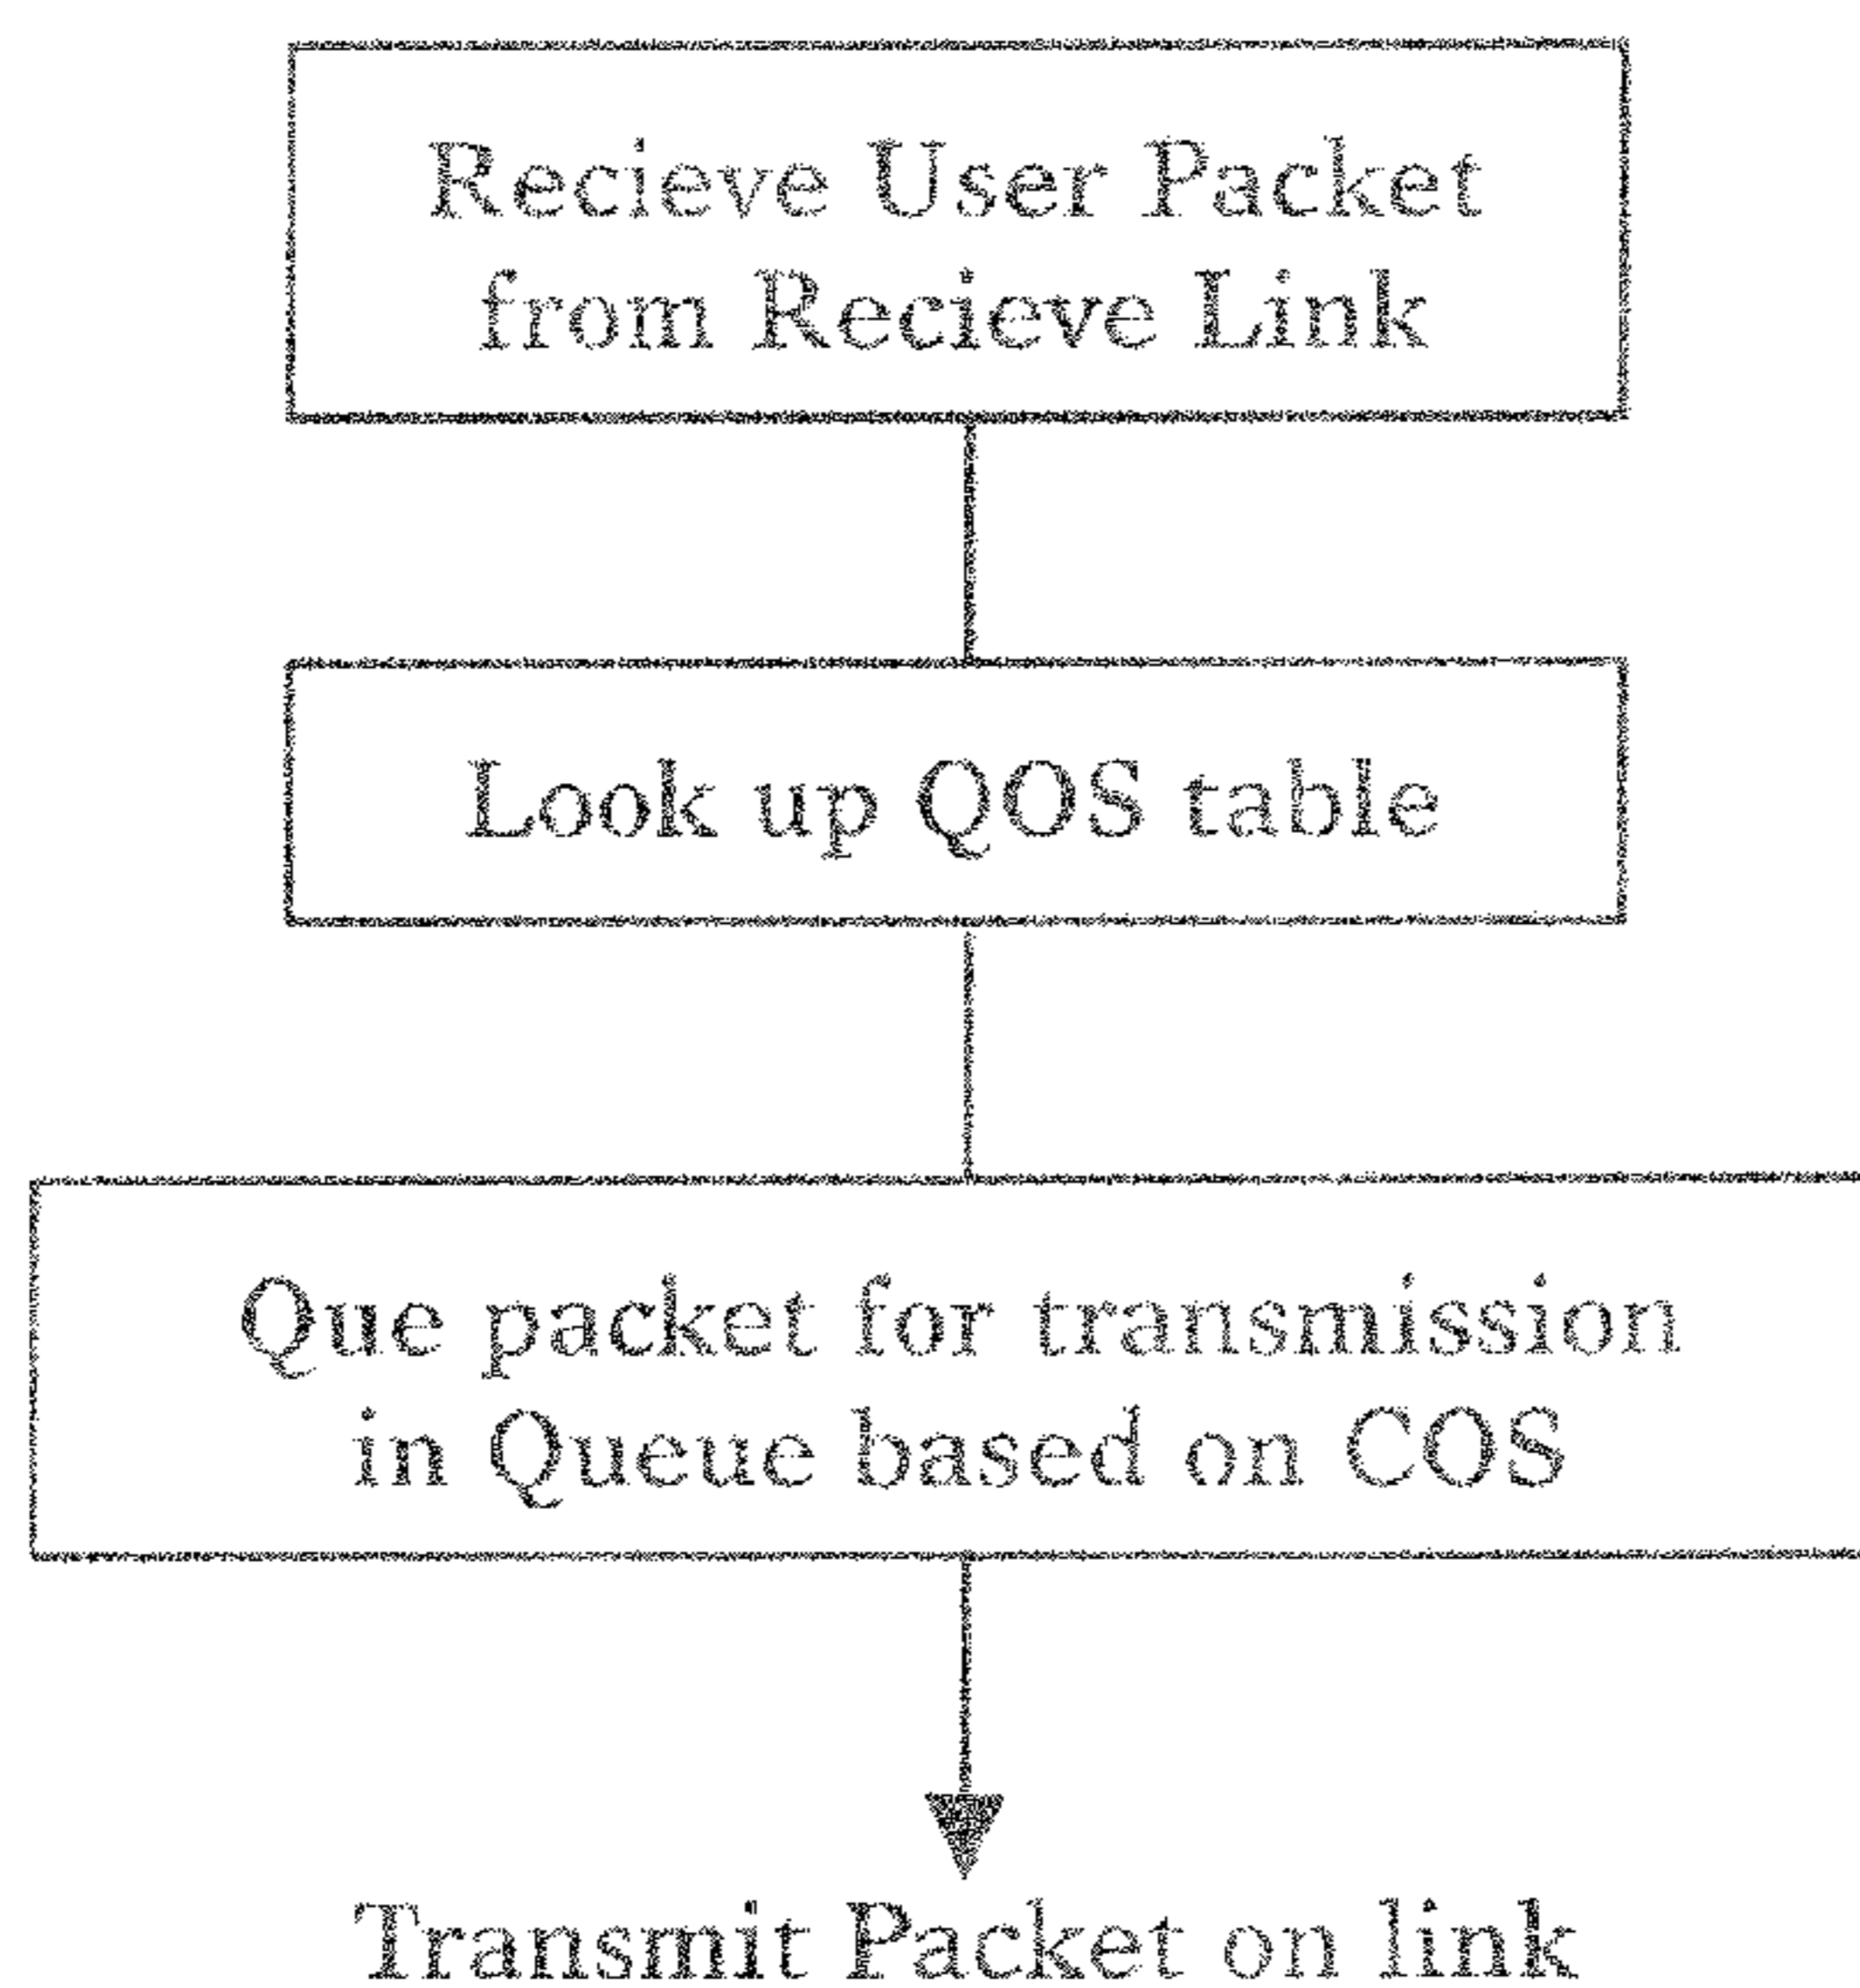 Recieve User Packet
from Recieve Link
Look up QOS table
Que packet for transmission
in Queue based on COS
Transmit Packet on link